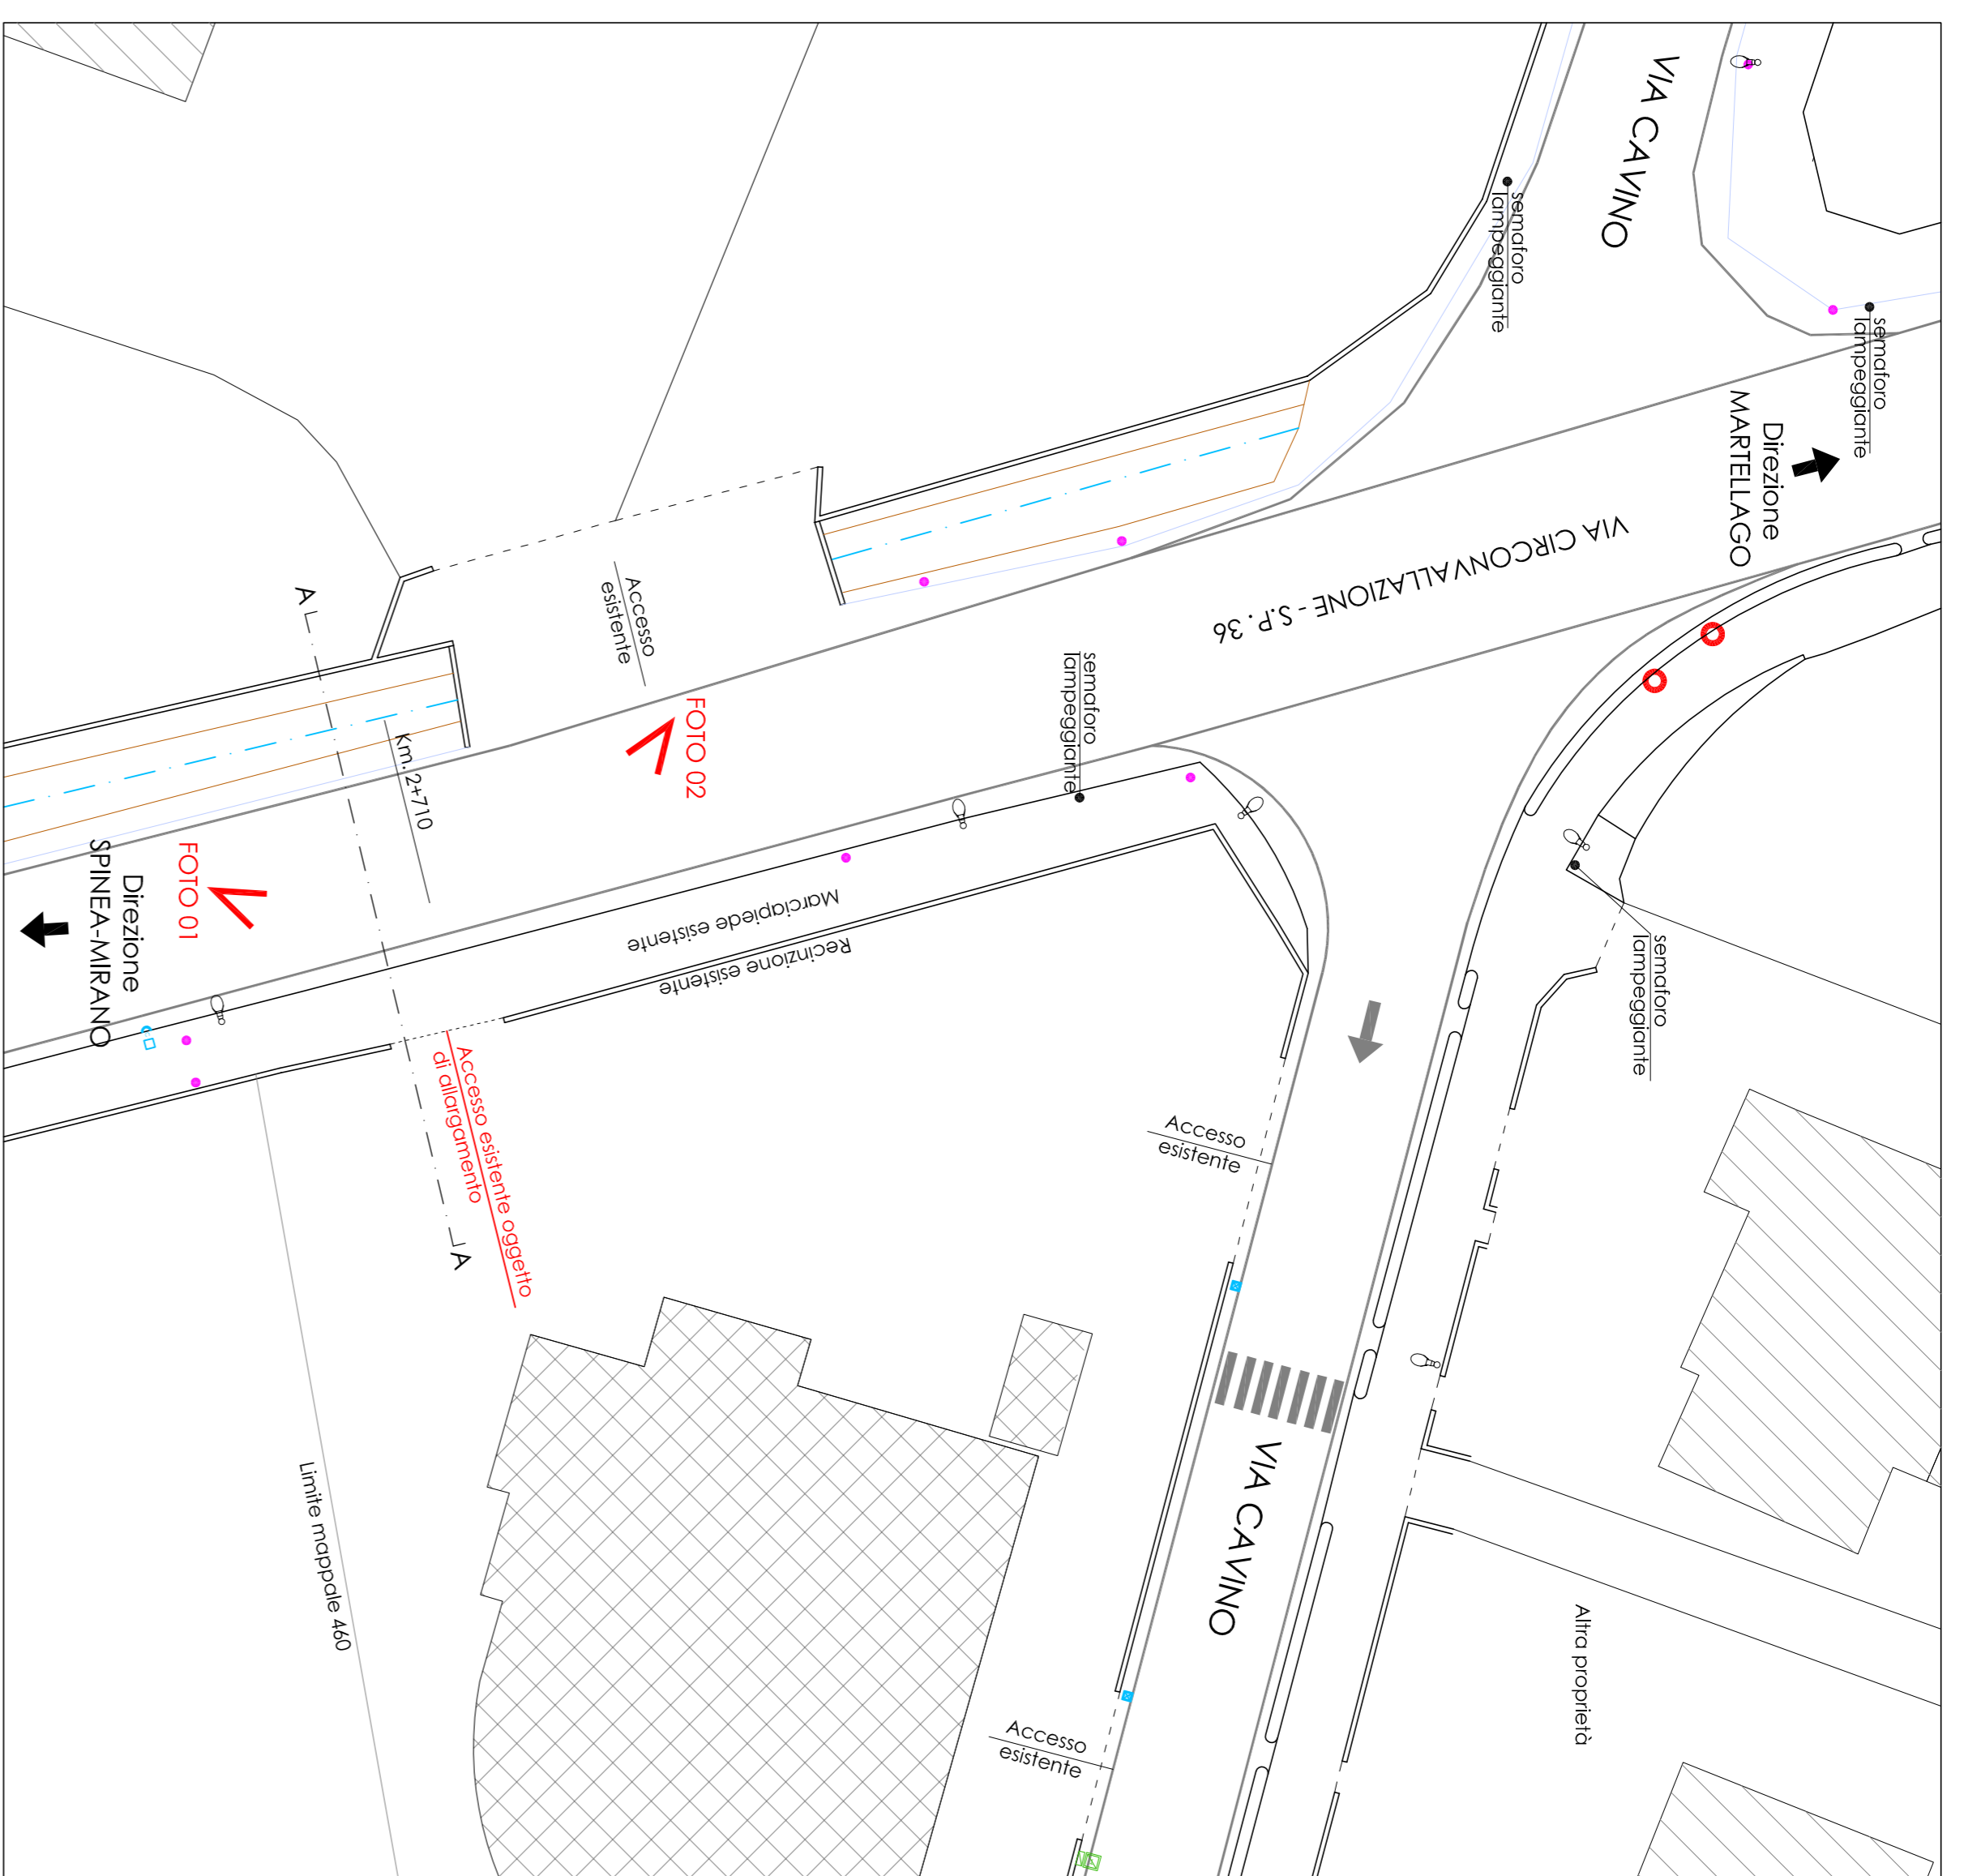 VIA CAVINO
semaforo
lampeggiante
semaforo
lampeggiante
Direzione
MARTELLAGO
VIA CIRCONVALLAZIONE - S.P. 36
Accesso
esistente
A
semaforo
lampeggiante
FOTO 02
Km. 2+710
FOTO 01
Direzione
SPINEA-MIRANO
Marciapiede esistente
Recinzione esistente
semaforo
lampeggiante
Accesso esistente oggetto
di allargamento
A
Accesso
esistente
VIA CAVINO
Limite mappale 460
Altra proprietà
Accesso
esistente